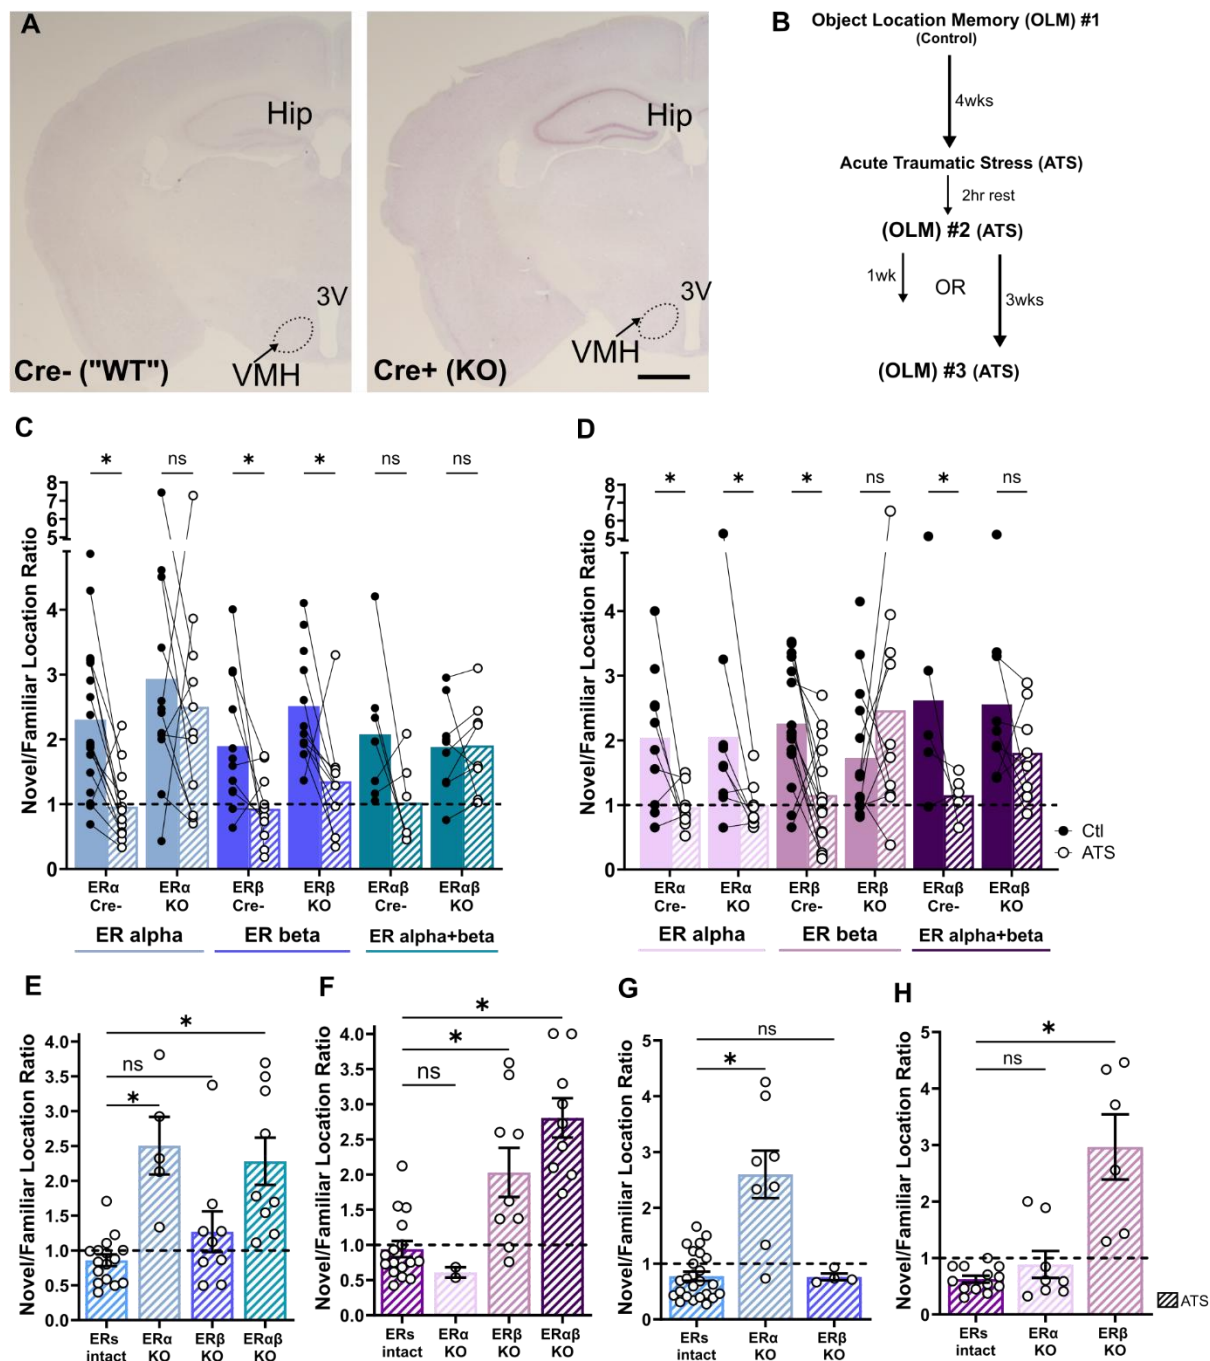 A
Hip
3V
VMH
Cre- ("WT")
Hip
3V
VMH
Cre+ (KO)
B
Object Location Memory (OLM) #1
(Control)
4wks
Acute Traumatic Stress (ATS)
2hr rest
(OLM) #2 (ATS)
1wk
OR
3wks
(OLM) #3 (ATS)
C
* ns * * ns ns
Novel/Familiar Location Ratio
8
7
6
5
4
3
2
1
0
ERα Cre-
ERα KO
ERβ Cre-
ERβ KO
ERαβ Cre-
ERαβ KO
ER alpha
ER beta
ER alpha+beta
D
* * * ns * ns
Novel/Familiar Location Ratio
8
7
6
5
4
3
2
1
0
Ctl
ATS
ERα Cre-
ERα KO
ERβ Cre-
ERβ KO
ERαβ Cre-
ERαβ KO
ER alpha
ER beta
ER alpha+beta
E
*
ns
*
Novel/Familiar Location Ratio
4.0
3.5
3.0
2.5
2.0
1.5
1.0
0.5
0.0
ERs intact
ERα KO
ERβ KO
ERαβ KO
F
*
*
ns
Novel/Familiar Location Ratio
4.0
3.5
3.0
2.5
2.0
1.5
1.0
0.5
0.0
ERs intact
ERα KO
ERβ KO
ERαβ KO
G
ns
*
Novel/Familiar Location Ratio
5
4
3
2
1
0
ERs intact
ERα KO
ERβ KO
H
*
ns
Novel/Familiar Location Ratio
5
4
3
2
1
0
ERs intact
ERα KO
ERβ KO
ATS